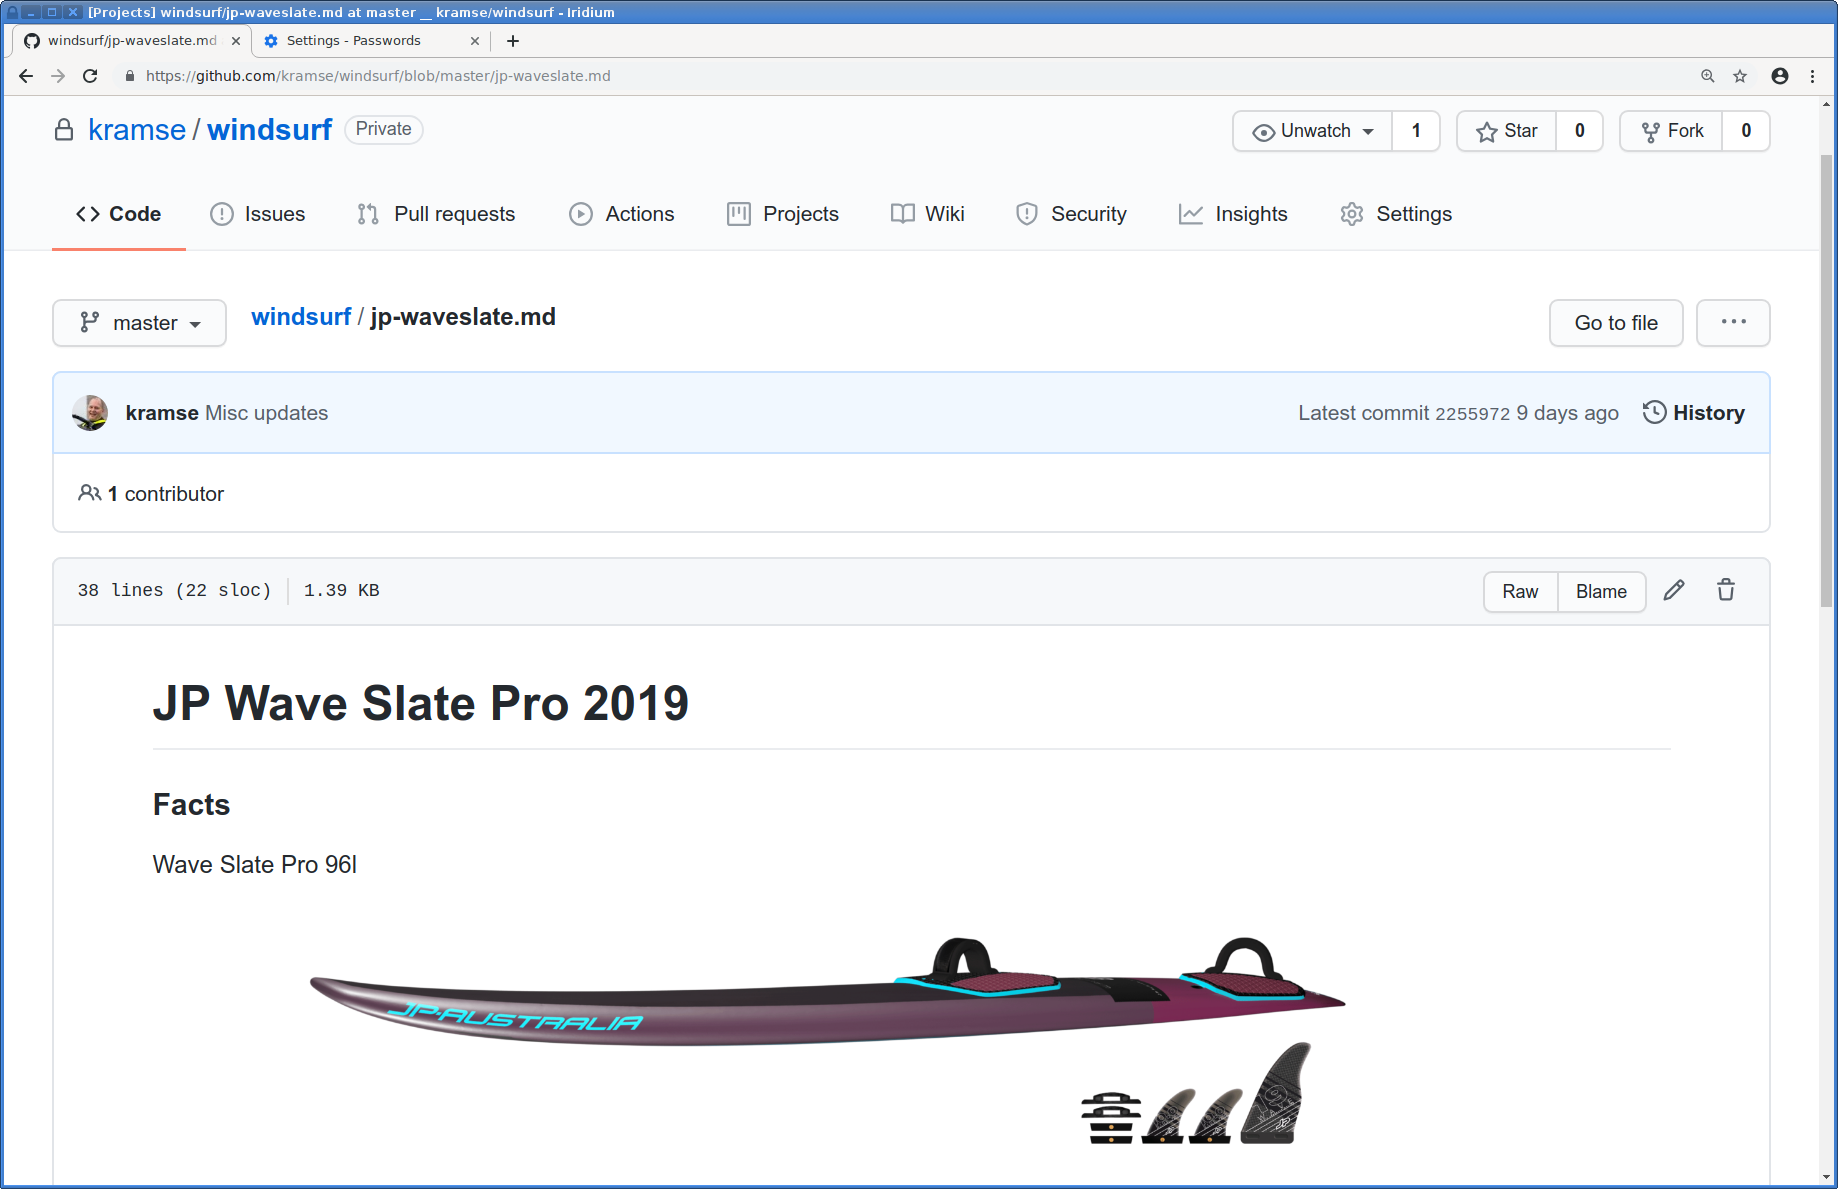 [Projects] windsurf/jp-waveslate.md at master __ kramse/windsurf - Iridium
windsurf/jp-waveslate.md
Settings - Passwords
https://github.com/kramse/windsurf/blob/master/jp-waveslate.md
kramse / windsurf Private
Unwatch 1
Star 0
Fork 0
Code
Issues
Pull requests
Actions
Projects
Wiki
Security
Insights
Settings
master
windsurf / jp-waveslate.md
Go to file
kramse Misc updates
Latest commit 2255972 9 days ago
History
1 contributor
38 lines (22 sloc)
1.39 KB
Raw
Blame
JP Wave Slate Pro 2019
Facts
Wave Slate Pro 96l
JP-AUSTRALIA